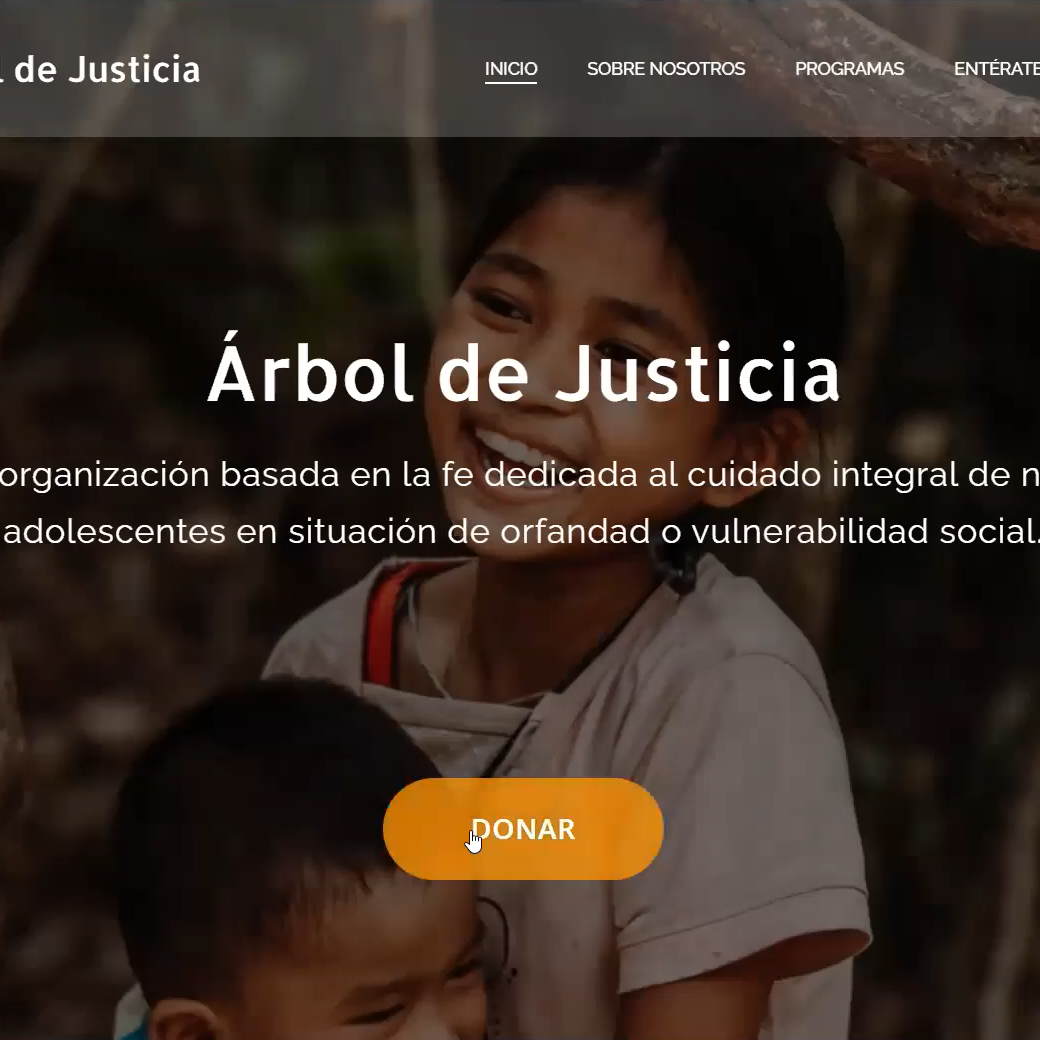 de Justicia
INICIO SOBRE NOSOTROS PROGRAMAS ENTÉRATE
Árbol de Justicia
organización basada en la fe dedicada al cuidado integral de
adolescentes en situación de orfandad o vulnerabilidad social.
DONAR